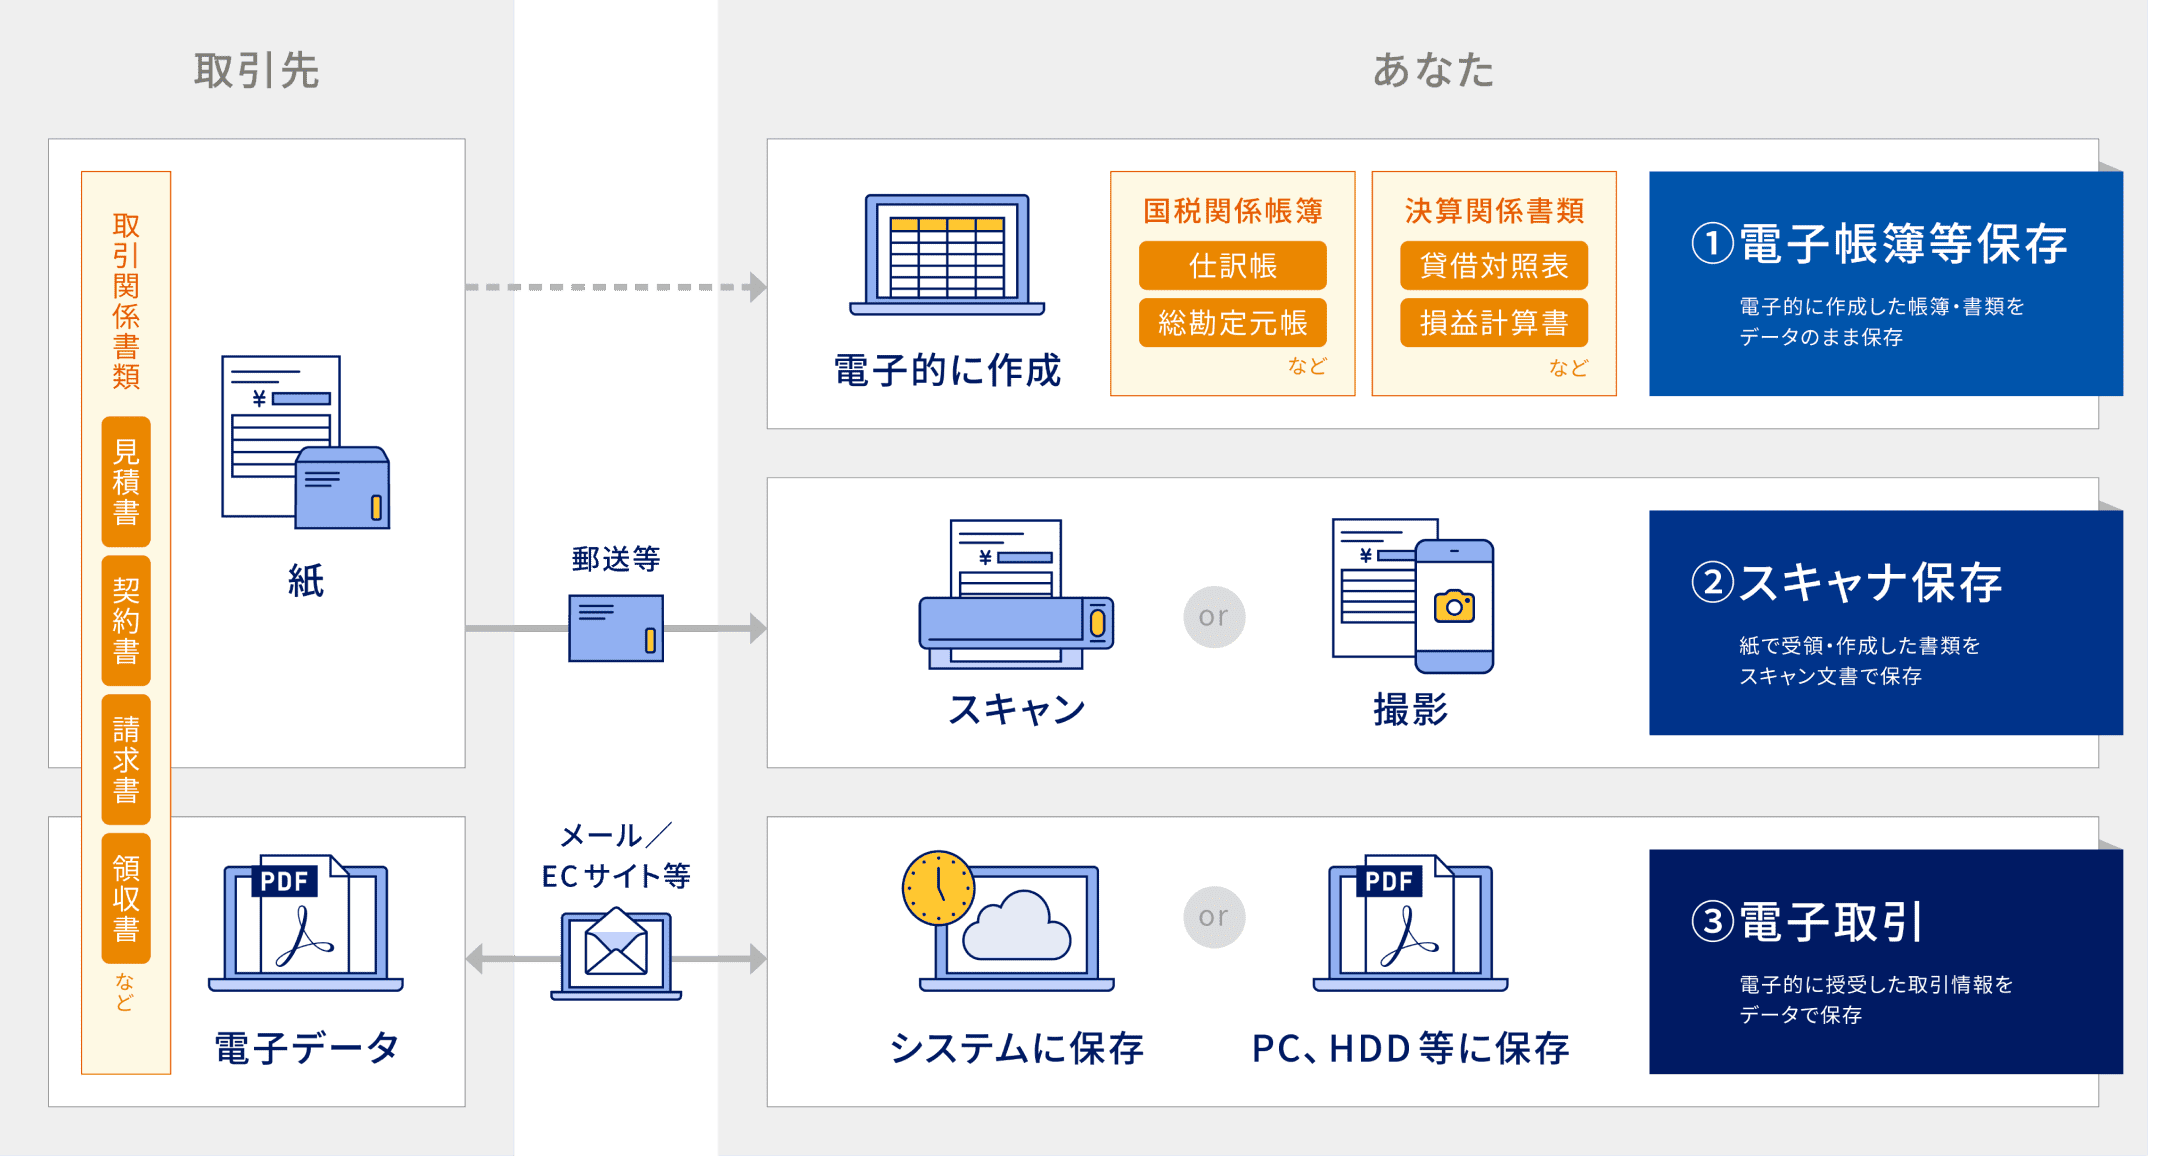 取引先
取引関係書類
見積書
契約書
請求書
領収書
など
¥
紙
PDF
電子データ
郵送等
メール／
ECサイト等
あなた
電子的に作成
国税関係帳簿
仕訳帳
総勘定元帳
など
決算関係書類
貸借対照表
損益計算書
など
①電子帳簿等保存
電子的に作成した帳簿・書類を
データのまま保存
¥
スキャン
or
¥
撮影
②スキャナ保存
紙で受領・作成した書類を
スキャン文書で保存
システムに保存
or
PDF
PC、HDD等に保存
③電子取引
電子的に授受した取引情報を
データで保存